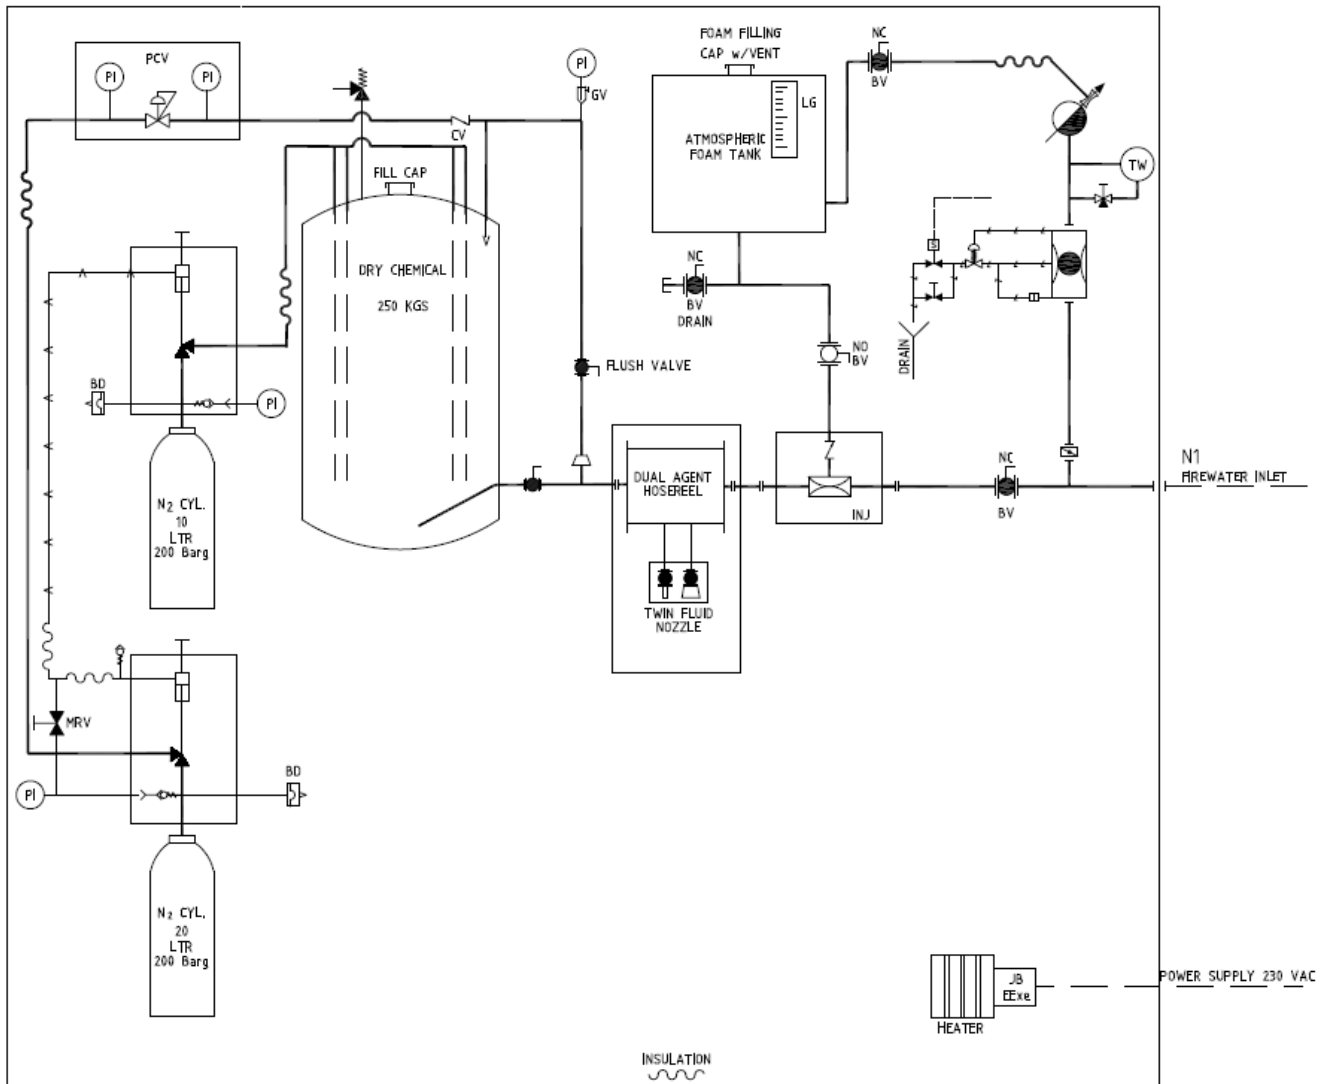 PCV
PI
PI
PI
GV
CV
FILL CAP
DRY CHEMICAL
250 KGS
FOAM FILLING
CAP w/VENT
LG
ATMOSPHERIC
FOAM TANK
NC
BV
TW
S
DRAIN
NC
BV
DRAIN
NO
BV
FLUSH VALVE
BD
PI
N2 CYL.
10
LTR
200 Barg
DUAL AGENT
HOSEREEL
TWIN FLUID
NOZZLE
INJ
NC
BV
N1
FIREWATER INLET
MRV
PI
BD
N2 CYL.
20
LTR
200 Barg
JB
EExe
HEATER
POWER SUPPLY 230 VAC
INSULATION